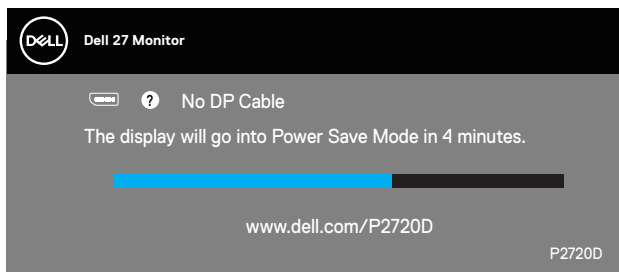 DELL
Dell 27 Monitor
? No DP Cable
The display will go into Power Save Mode in 4 minutes.
www.dell.com/P2720D
P2720D